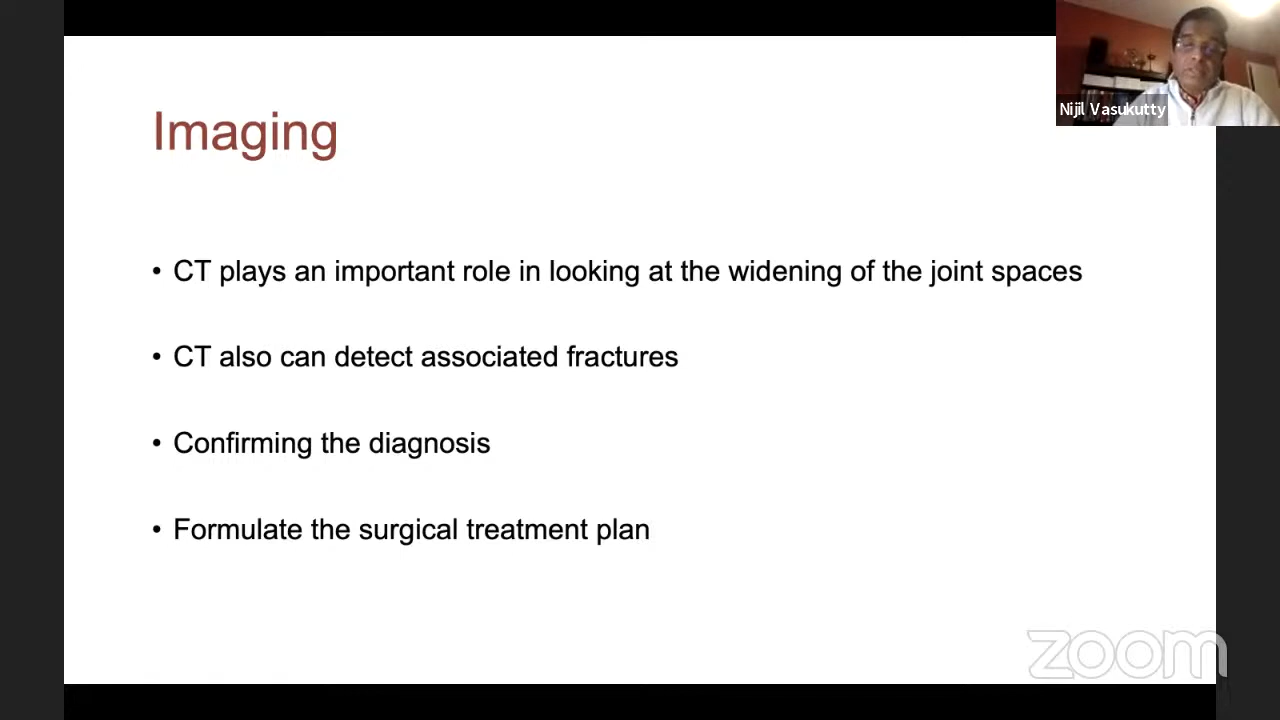 Imaging
• CT plays an important role in looking at the widening of the joint spaces
• CT also can detect associated fractures
• Confirming the diagnosis
• Formulate the surgical treatment plan
Nijil Vasukutty
zoom